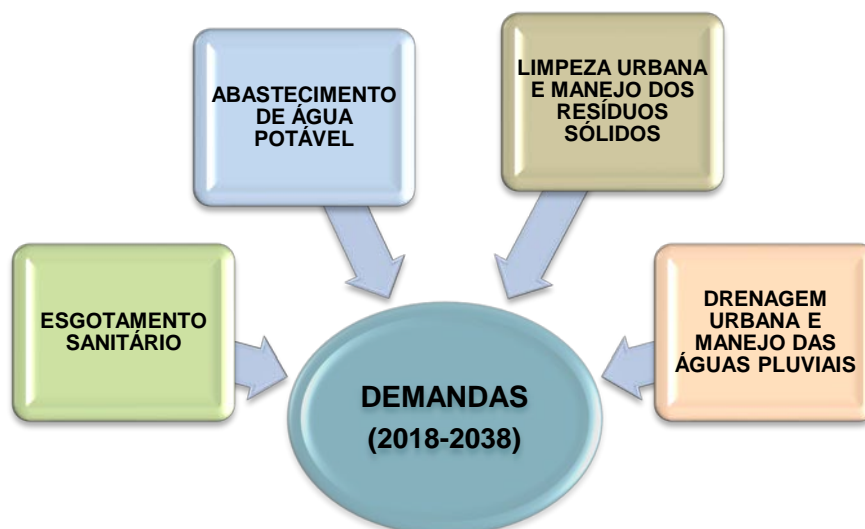 ABASTECIMENTO
DE ÁGUA
POTÁVEL
LIMPEZA URBANA
E MANEJO DOS
RESÍDUOS
SÓLIDOS
ESGOTAMENTO
SANITÁRIO
DRENAGEM
URBANA E
MANEJO DAS
ÁGUAS PLUVIAIS
DEMANDAS
(2018-2038)